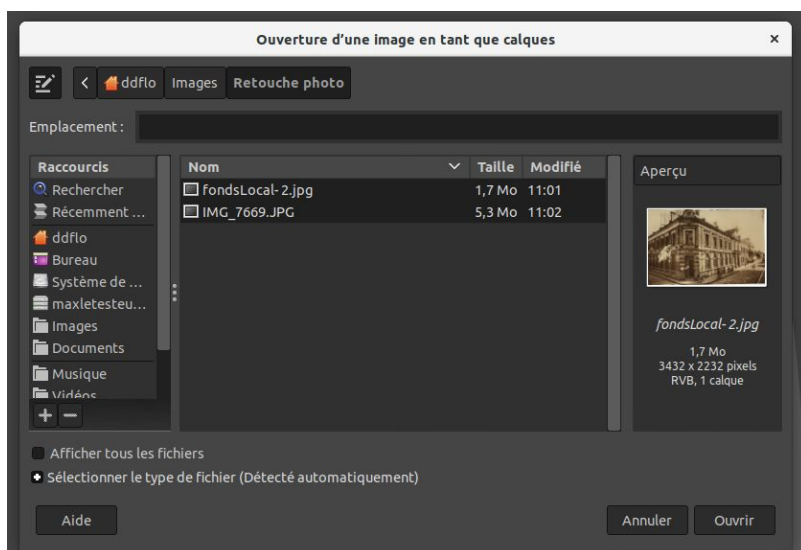 Ouverture d'une image en tant que calques ×
ddflo Images Retouche photo
Emplacement :
Raccourcis
Rechercher
Récemment ...
ddflo
Bureau
Système de ...
maxletesteu...
Images
Documents
Musique
Vidéos
Nom Taille Modifié
fondsLocal-2.jpg 1,7 Mo 11:01
IMG_7669.JPG 5,3 Mo 11:02
Aperçu
fondsLocal-2.jpg
1,7 Mo
3432 x 2232 pixels
RVB, 1 calque
Afficher tous les fichiers
Sélectionner le type de fichier (Détecté automatiquement)
Aide Annuler Ouvrir